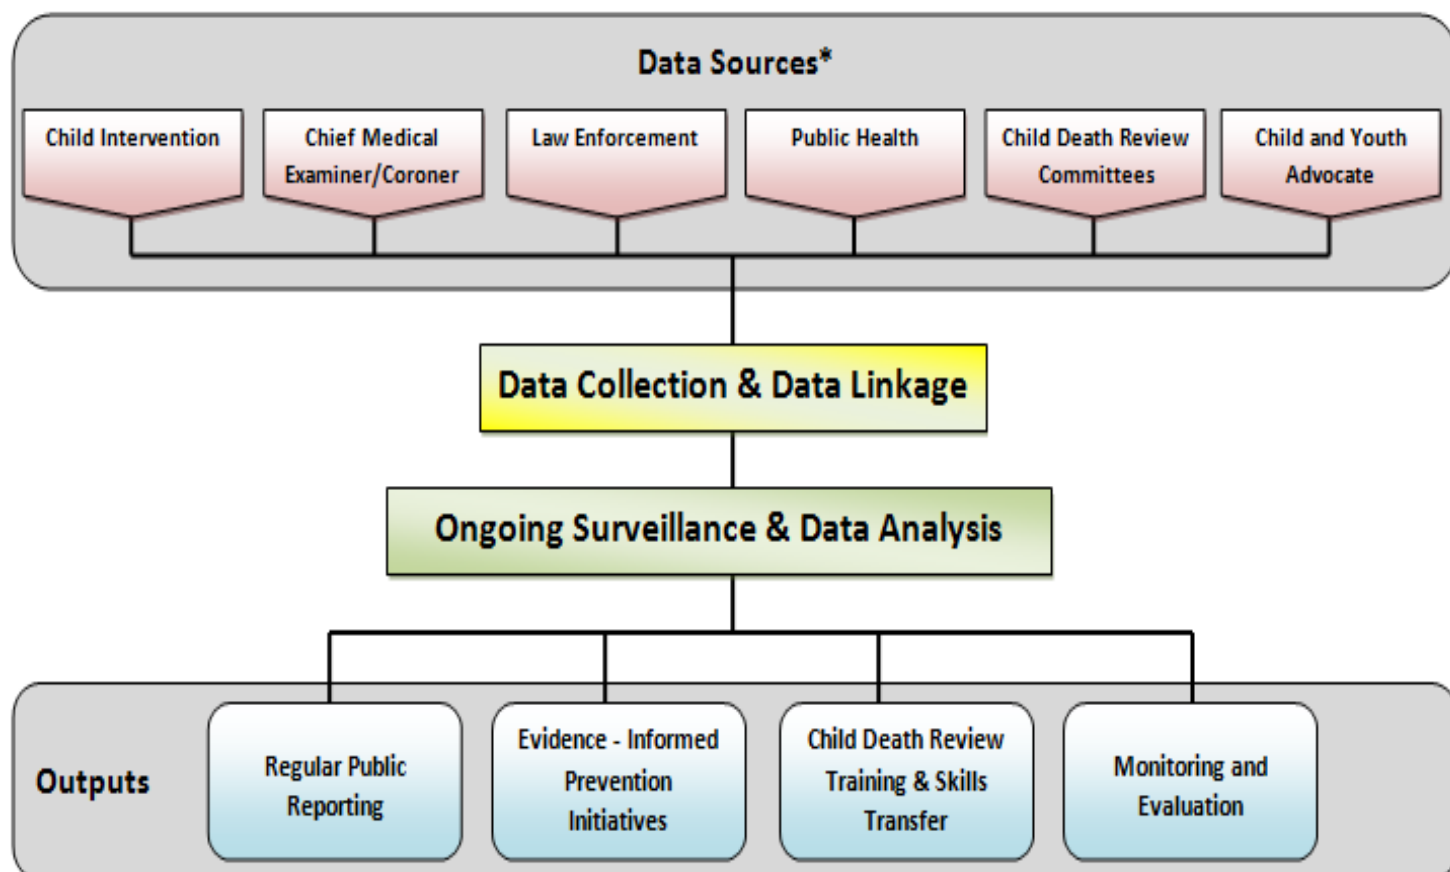 Data Sources*
Child Intervention
Chief Medical
Examiner/Coroner
Law Enforcement
Public Health
Child Death Review
Committees
Child and Youth
Advocate
Data Collection & Data Linkage
Ongoing Surveillance & Data Analysis
Outputs
Regular Public
Reporting
Evidence - Informed
Prevention
Initiatives
Child Death Review
Training & Skills
Transfer
Monitoring and
Evaluation